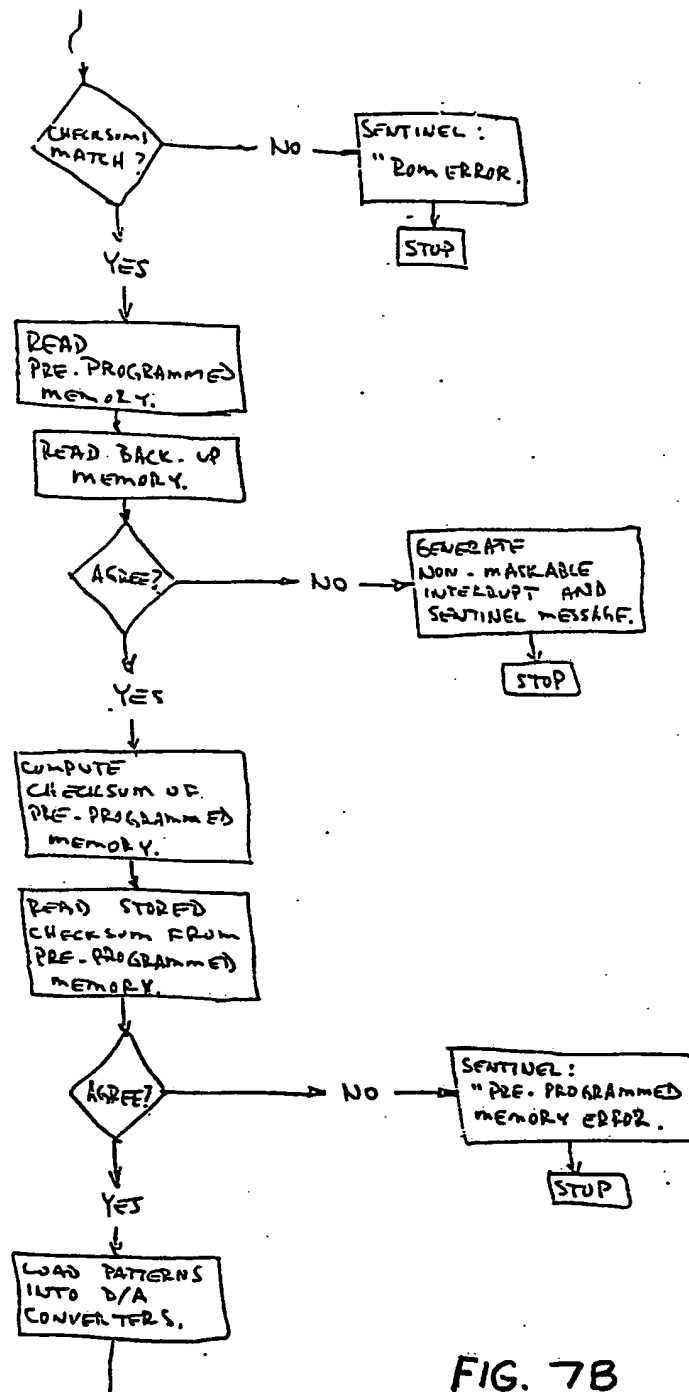 CHECKSUMS
MATCH?
NO
SENTINEL:
"ROM ERROR.
STOP
YES
READ
PRE-PROGRAMMED
MEMORY.
READ BACK-UP
MEMORY.
AGREE?
NO
GENERATE
NON-MASKABLE
INTERRUPT AND
SENTINEL MESSAGE.
STOP
YES
COMPUTE
CHECKSUM OF
PRE-PROGRAMMED
MEMORY.
READ STORED
CHECKSUM FROM
PRE-PROGRAMMED
MEMORY.
AGREE?
NO
SENTINEL:
"PRE-PROGRAMMED
MEMORY ERROR.
STOP
YES
LOAD PATTERNS
INTO D/A
CONVERTERS.
FIG. 7B